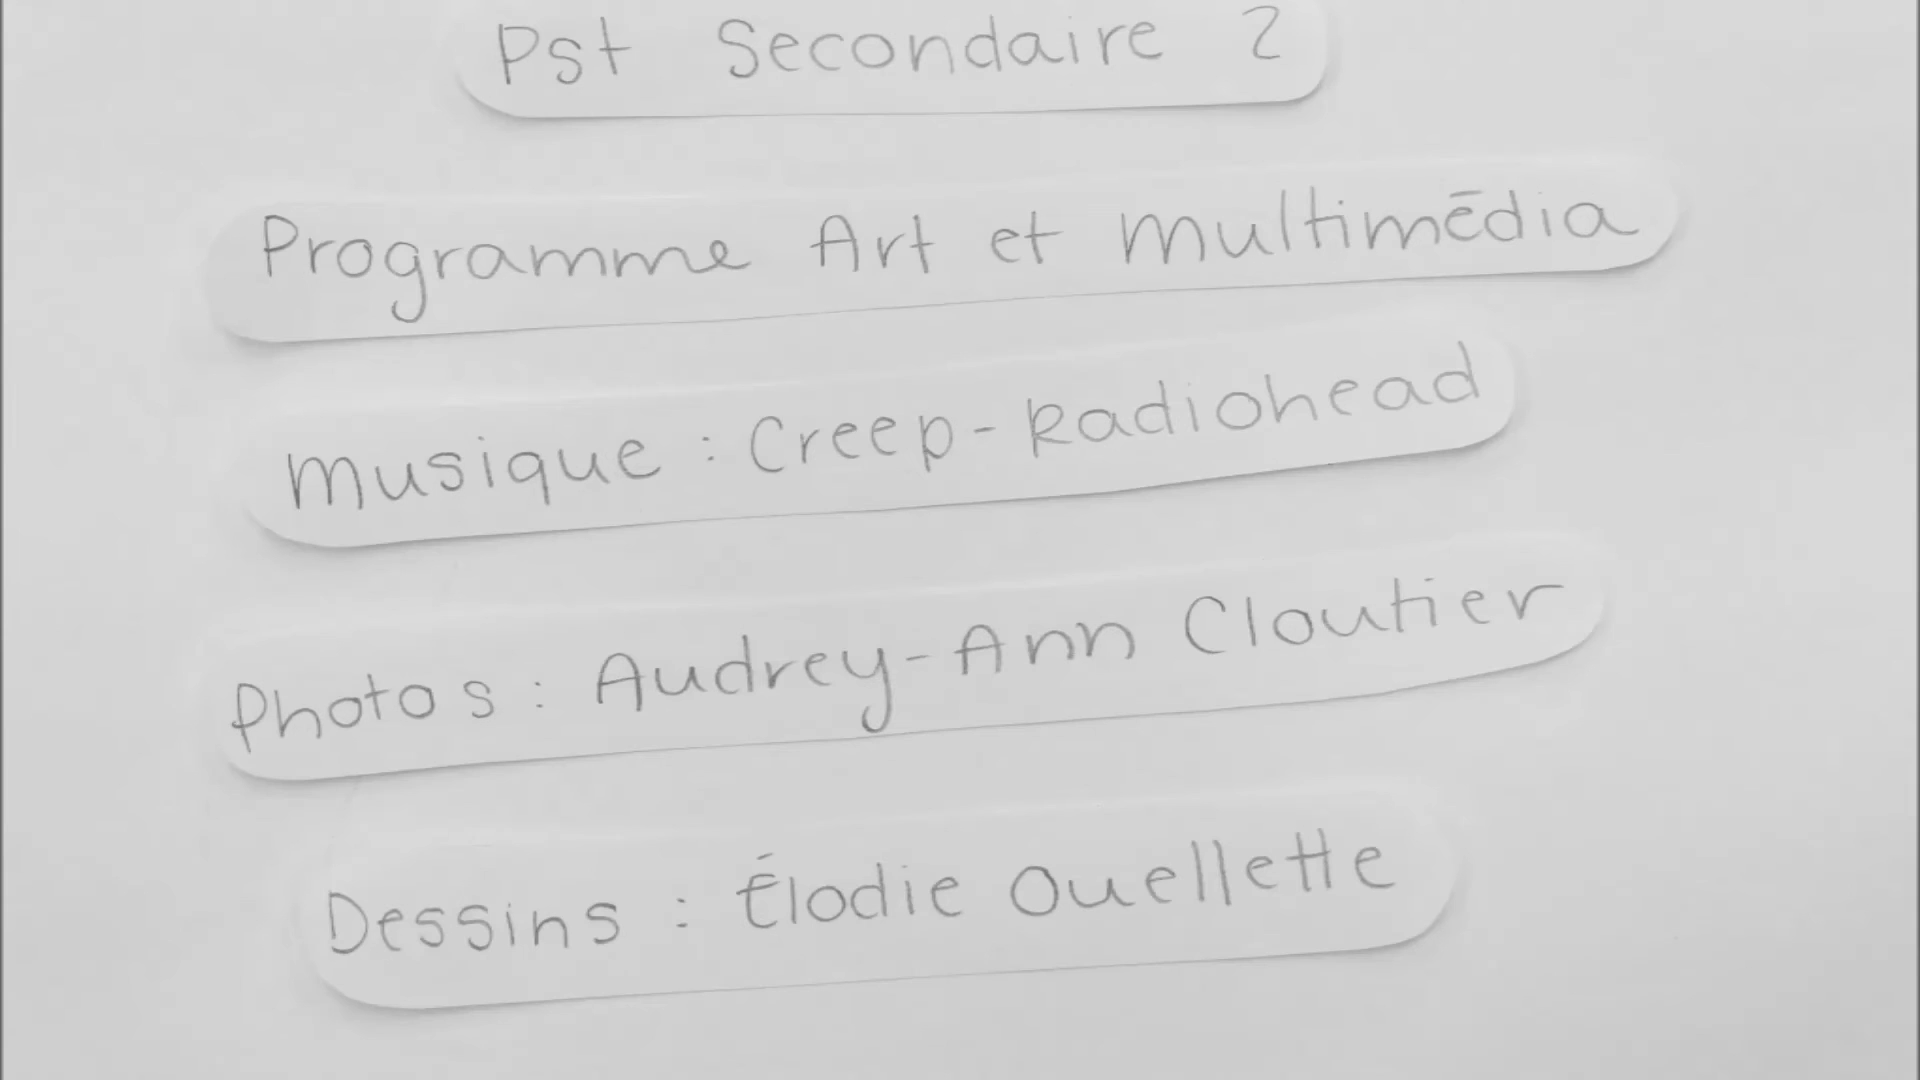 Pst Secondaire 2
Programme Art et Multimédia
Musique : Creep - Radiohead
Photos : Audrey-Ann Cloutier
Dessins : Élodie Ouellette